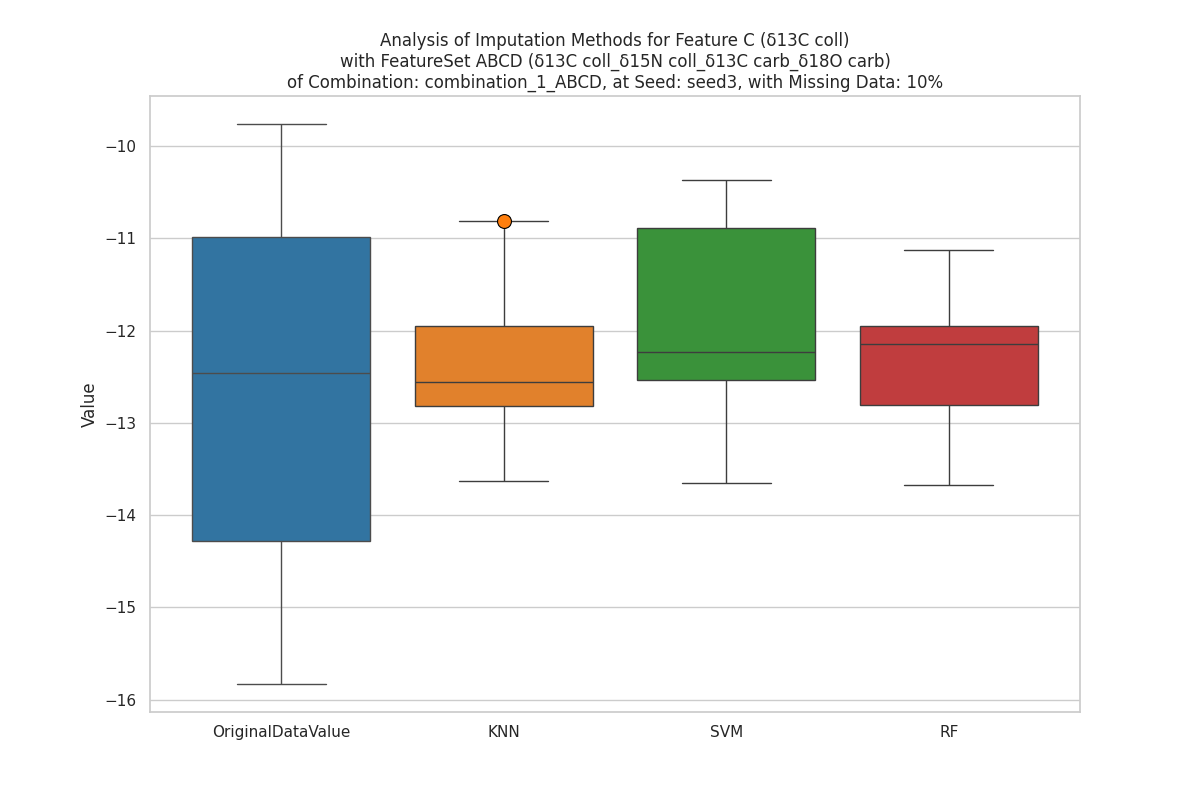 Analysis of Imputation Methods for Feature C (δ13C coll)
with FeatureSet ABCD (δ13C coll_δ15N coll_δ13C carb_δ18O carb)
of Combination: combination_1_ABCD, at Seed: seed3, with Missing Data: 10%
−10
−11
−12
−13
−14
−15
−16
Value
OriginalDataValue
KNN
SVM
RF